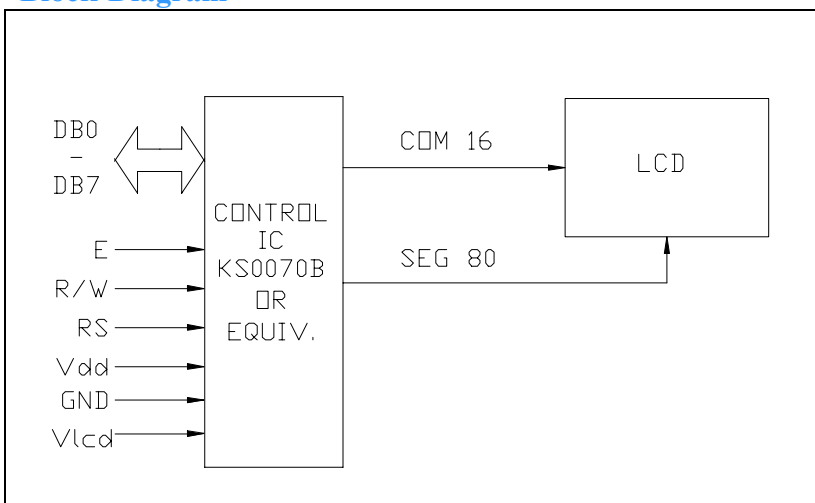 Block Diagram
DB0
-
DB7
E
R/W
RS
Vdd
GND
Vlcd
CONTROL
IC
KS0070B
OR
EQUIV.
COM 16
SEG 80
LCD